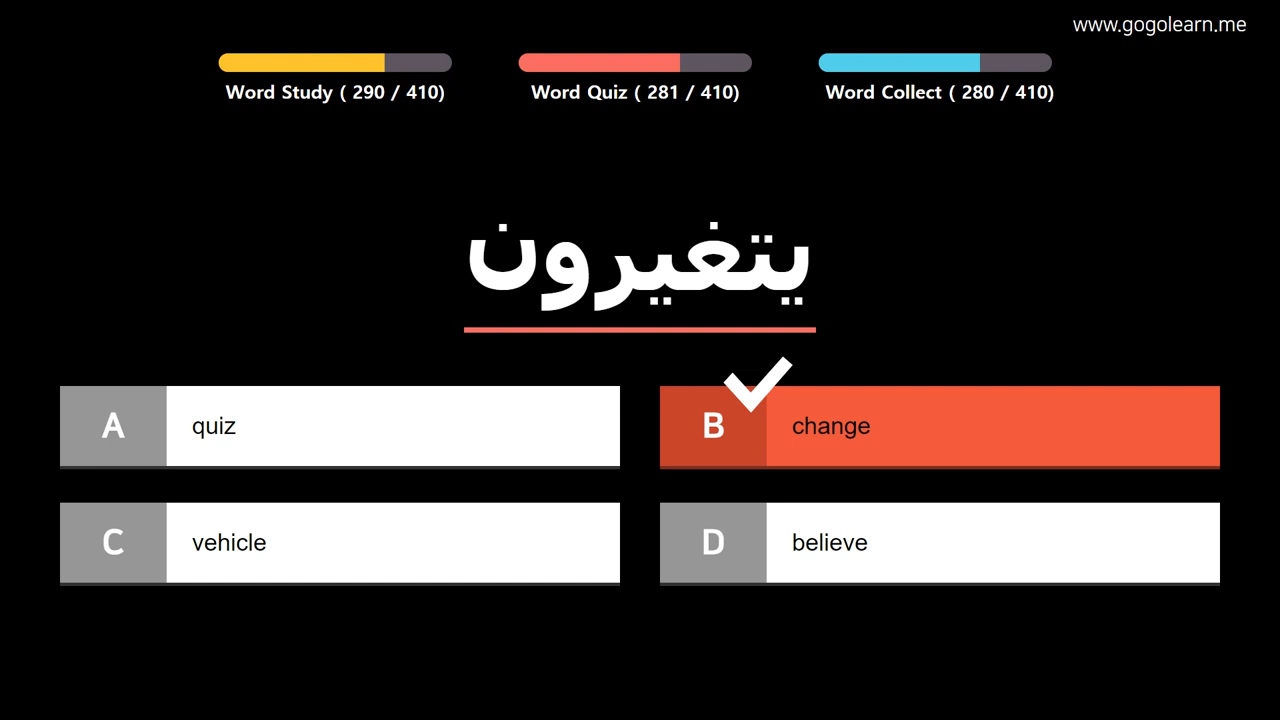 www.gogolearn.me
Word Study ( 290 / 410)
Word Quiz ( 281 / 410)
Word Collect ( 280 / 410)
يتغيرون
A quiz
B change
C vehicle
D believe